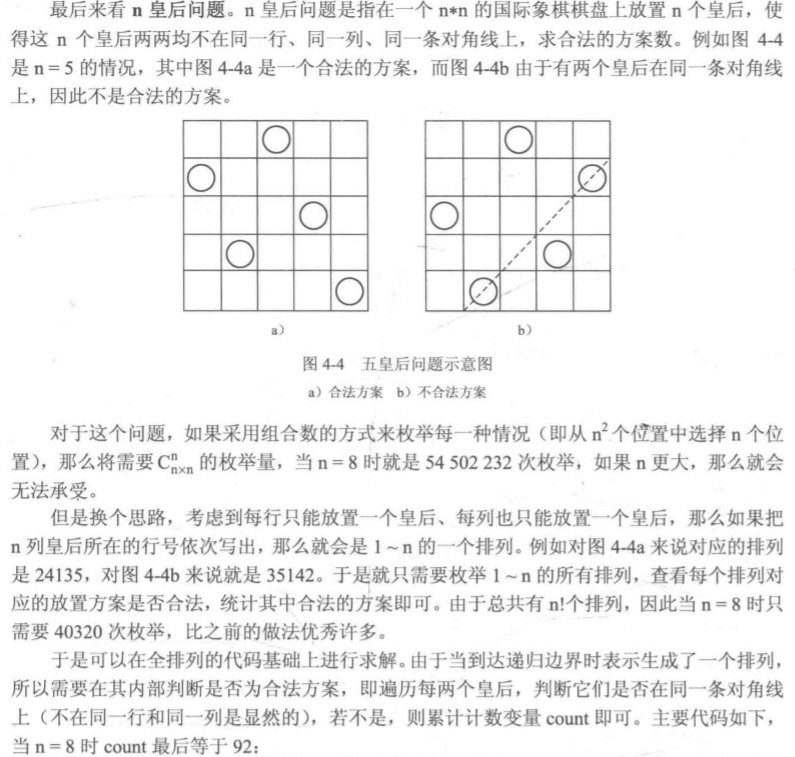 最后来看 n 皇后问题。n 皇后问题是指在一个 n*n 的国际象棋棋盘上放置 n 个皇后，使
得这 n 个皇后两两均不在同一行、同一列、同一条对角线上，求合法的方案数。例如图 4-4
是 n = 5 的情况，其中图 4-4a 是一个合法的方案，而图 4-4b 由于有两个皇后在同一条对角线
上，因此不是合法的方案。
a） b）
图 4-4 五皇后问题示意图
a）合法方案 b）不合法方案
对于这个问题，如果采用组合数的方式来枚举每一种情况（即从 n² 个位置中选择 n 个位
置），那么将需要 Cⁿₙₓₙ 的枚举量，当 n = 8 时就是 54 502 232 次枚举，如果 n 更大，那么就会
无法承受。
但是换个思路，考虑到每行只能放置一个皇后、每列也只能放置一个皇后，那么如果把
n 列皇后所在的行号依次写出，那么就会是 1 ~ n 的一个排列。例如对图 4-4a 来说对应的排列
是 24135，对图 4-4b 来说就是 35142。于是就只需要枚举 1 ~ n 的所有排列，查看每个排列对
应的放置方案是否合法，统计其中合法的方案即可。由于总共有 n!个排列，因此当 n = 8 时只
需要 40320 次枚举，比之前的做法优秀许多。
于是可以在全排列的代码基础上进行求解。由于当到达递归边界时表示生成了一个排列，
所以需要在其内部判断是否为合法方案，即遍历每两个皇后，判断它们是否在同一条对角线
上（不在同一行和同一列是显然的），若不是，则累计计数变量 count 即可。主要代码如下，
当 n = 8 时 count 最后等于 92：